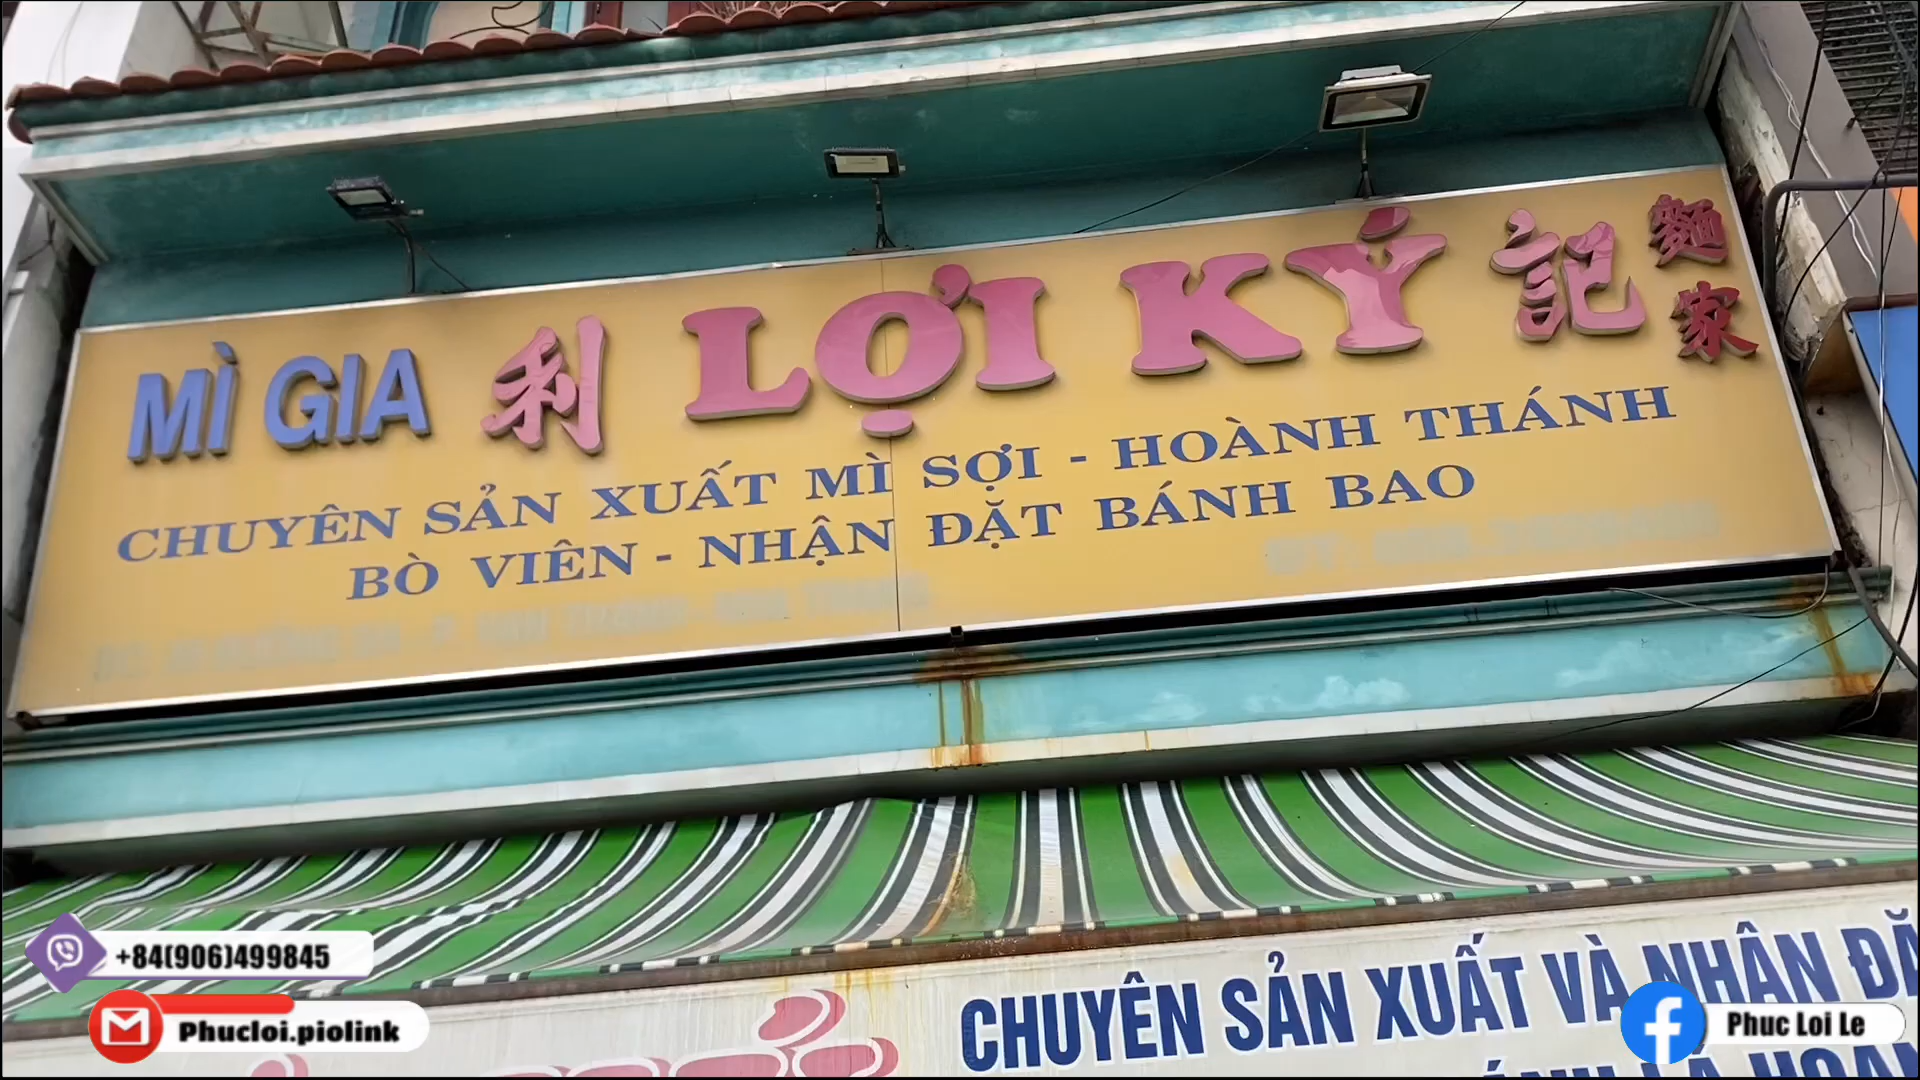 MÌ GIA 利 LỢI KÝ 記 麵家
CHUYÊN SẢN XUẤT MÌ SỢI - HOÀNH THÁNH
BÒ VIÊN - NHẬN ĐẶT BÁNH BAO
CHUYÊN SẢN XUẤT VÀ NHẬN
+84(906)499845
Phucloi.piolink
Phuc Loi Le